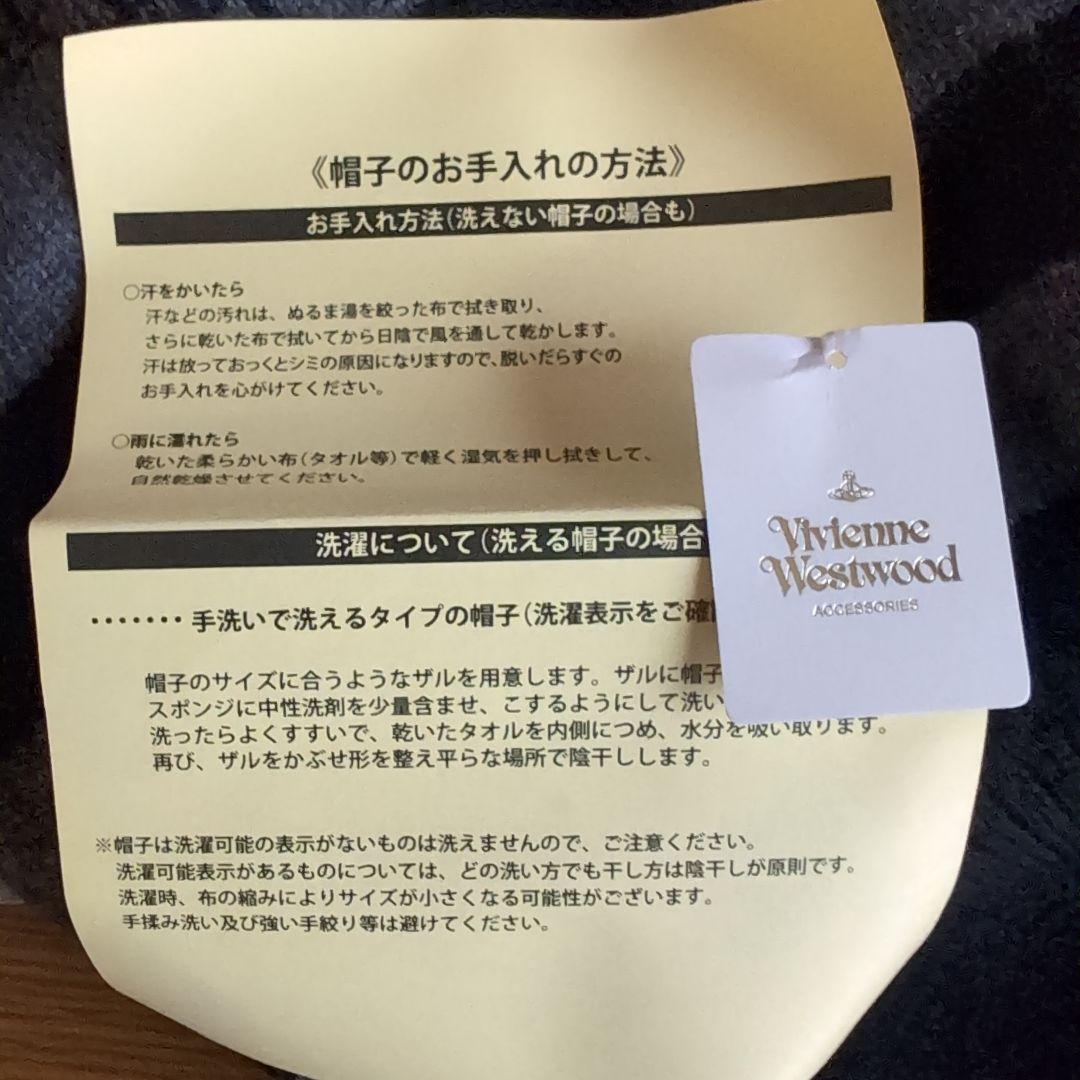 《帽子のお手入れの方法》
お手入れ方法(洗えない帽子の場合も)
○汗をかいたら
汗などの汚れは、ぬるま湯を絞った布で拭き取り、
さらに乾いた布で拭いてから日陰で風を通して乾かします。
汗は放っておっくとシミの原因になりますので、脱いだらすぐの
お手入れを心がけてください。
○雨に濡れたら
乾いた柔らかい布(タオル等)で軽く湿気を押し拭きして、
自然乾燥させてください。
洗濯について(洗える帽子の場合
‥‥‥‥ 手洗いで洗えるタイプの帽子(洗濯表示をご確
帽子のサイズに合うようなザルを用意します。ザルに帽子
スポンジに中性洗剤を少量含ませ、こするようにして洗い
洗ったらよくすすいで、乾いたタオルを内側につめ、水分を吸い取ります。
再び、ザルをかぶせ形を整え平らな場所で陰干しします。
※帽子は洗濯可能の表示がないものは洗えませんので、ご注意ください。
洗濯可能表示があるものについては、どの洗い方でも干し方は陰干しが原則です。
洗濯時、布の縮みによりサイズが小さくなる可能性がございます。
手揉み洗い及び強い手絞り等は避けてください。
Vivienne
Westwood
ACCESSORIES